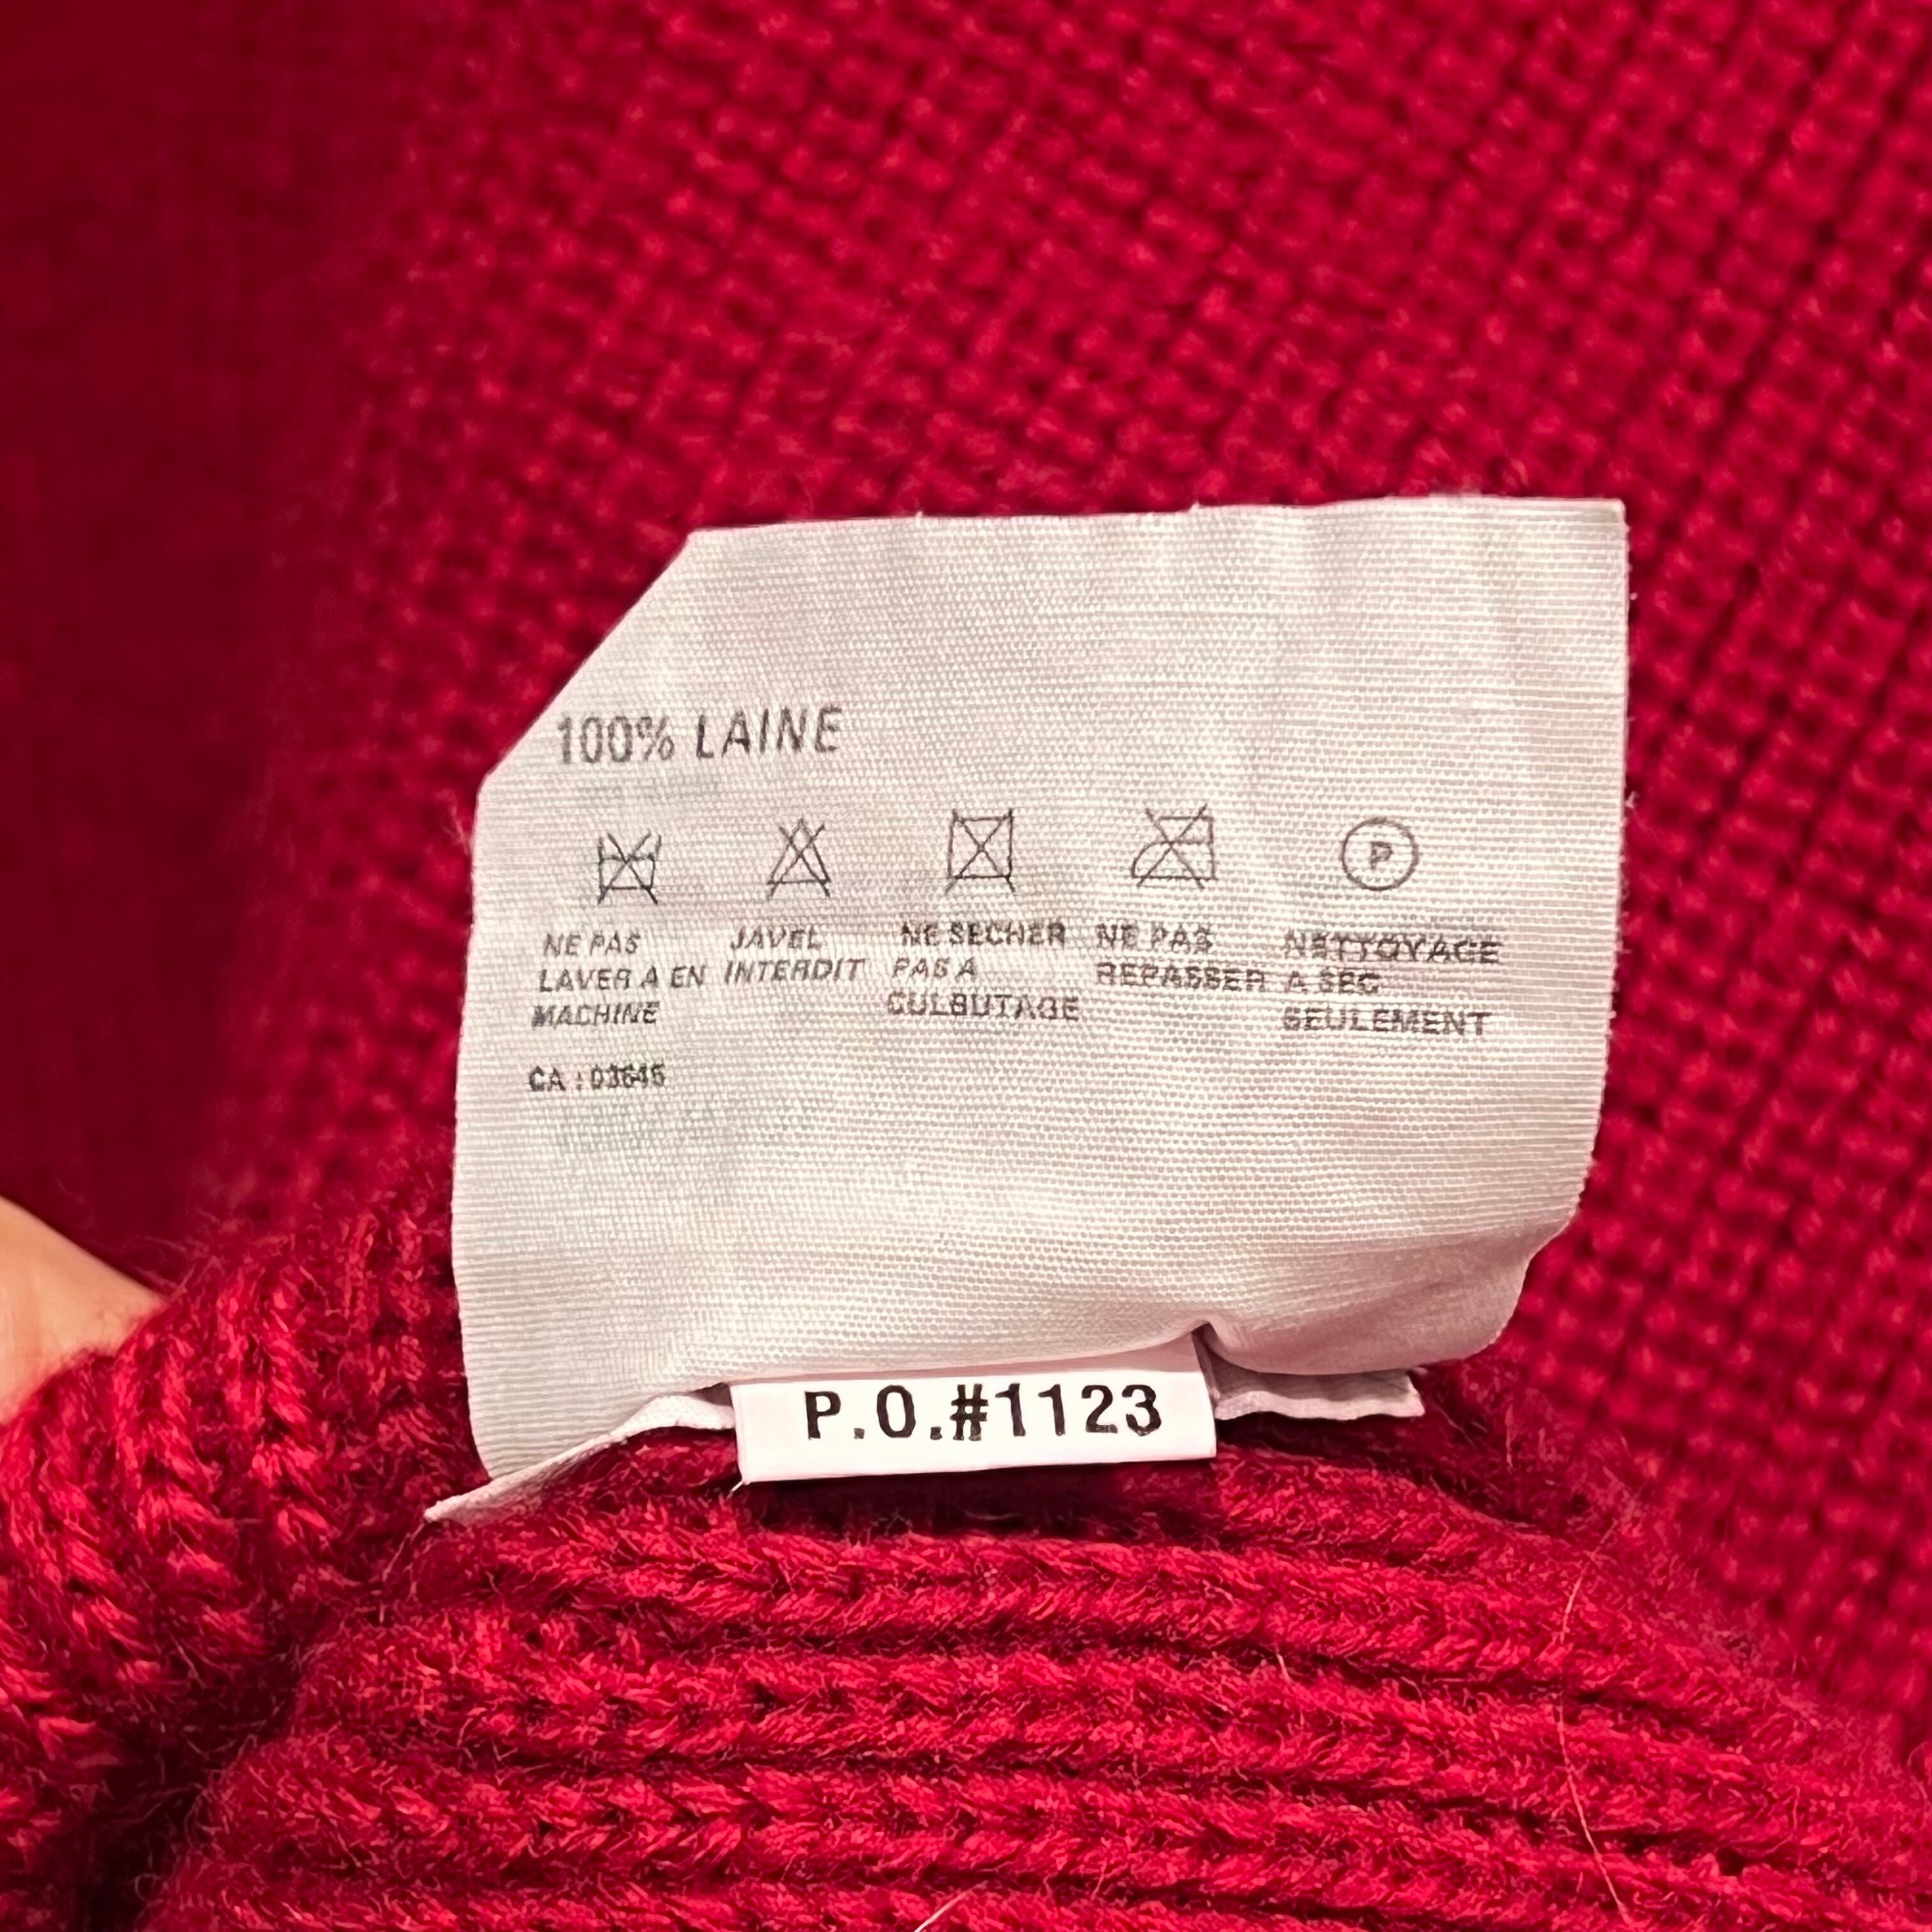 100% LAINE
P
NE PAS
LAVER A EN
MACHINE
JAVEL
INTERDIT
NE SECHER
PAS A
CULBUTAGE
NE PAS
REPASSER
NETTOYAGE
A SEC
SEULEMENT
CA : 03645
P.O.#1123